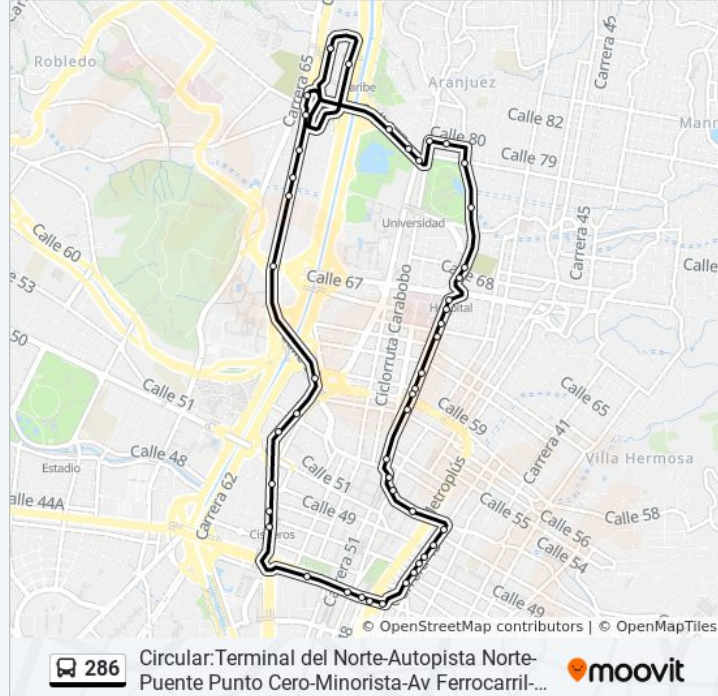 Robledo
Carrera 65
Caribe
Aranjuez
Carrera 45
Calle 82
Calle 80
Calle 79
Universidad
Carrera 45
Calle 60
Calle 67
Calle 68
Hospital
Calle
Ciclorruta Carabobo
Calle 51
Calle 65
Calle 59
Carrera 41
Villa Hermosa
Estadio
Calle 48
Calle 51
Metroplús
Calle 49
Calle 55
Calle 58
Calle 56
Calle 54
alle 44A
Carrera 62
Cisneros
Carrera 51
Calle 49
© OpenStreetMap contributors | © OpenMapTiles
286
Circular:Terminal del Norte-Autopista Norte-
Puente Punto Cero-Minorista-Av Ferrocarril-...
moovit